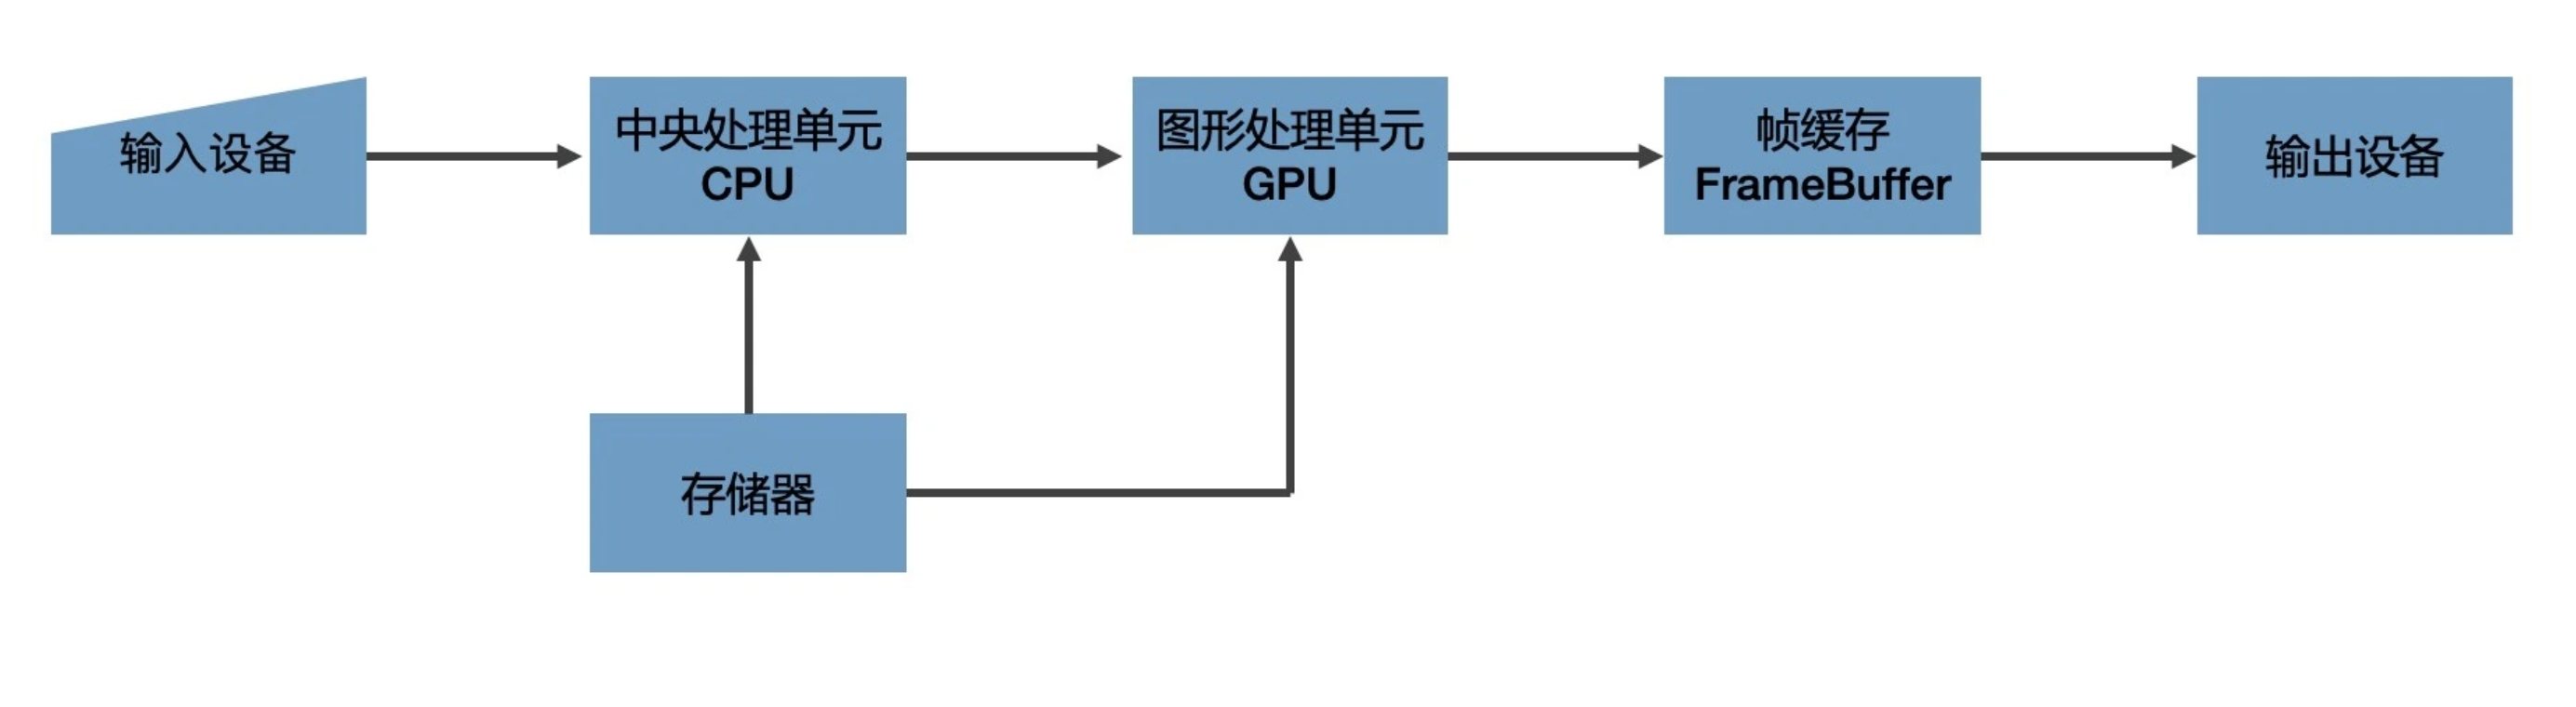 输入设备
中央处理单元
CPU
图形处理单元
GPU
帧缓存
FrameBuffer
输出设备
存储器